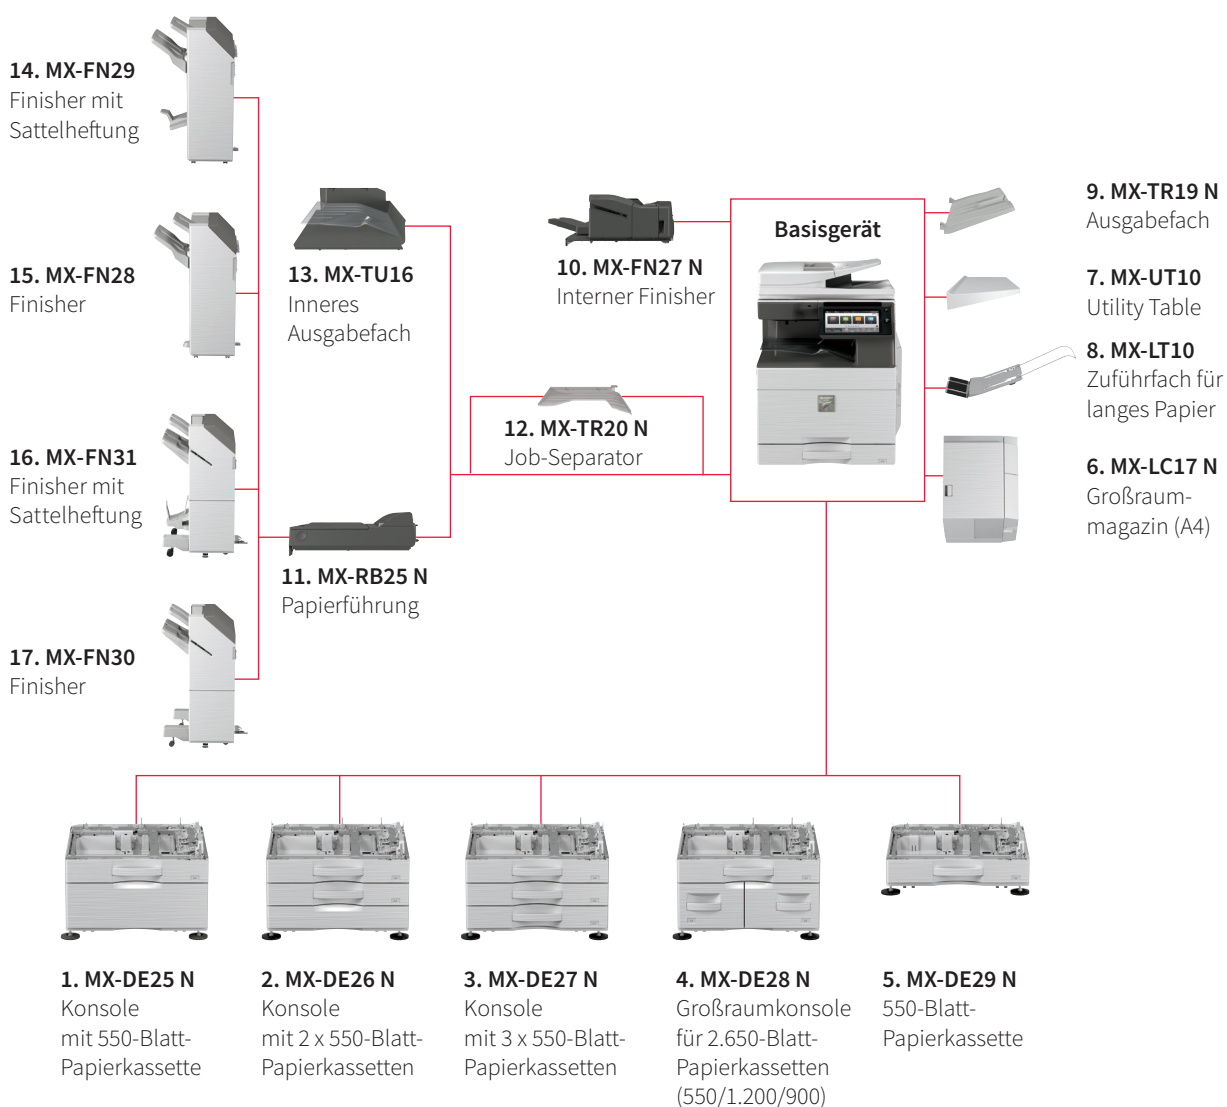 14. MX-FN29
Finisher mit
Sattelheftung
15. MX-FN28
Finisher
16. MX-FN31
Finisher mit
Sattelheftung
17. MX-FN30
Finisher
13. MX-TU16
Inneres
Ausgabefach
11. MX-RB25 N
Papierführung
10. MX-FN27 N
Interner Finisher
12. MX-TR20 N
Job-Separator
Basisgerät
9. MX-TR19 N
Ausgabefach
7. MX-UT10
Utility Table
8. MX-LT10
Zuführfach für
langes Papier
6. MX-LC17 N
Großraum-
magazin (A4)
1. MX-DE25 N
Konsole
mit 550-Blatt-
Papierkassette
2. MX-DE26 N
Konsole
mit 2 x 550-Blatt-
Papierkassetten
3. MX-DE27 N
Konsole
mit 3 x 550-Blatt-
Papierkassetten
4. MX-DE28 N
Großraumkonsole
für 2.650-Blatt-
Papierkassetten
(550/1.200/900)
5. MX-DE29 N
550-Blatt-
Papierkassette